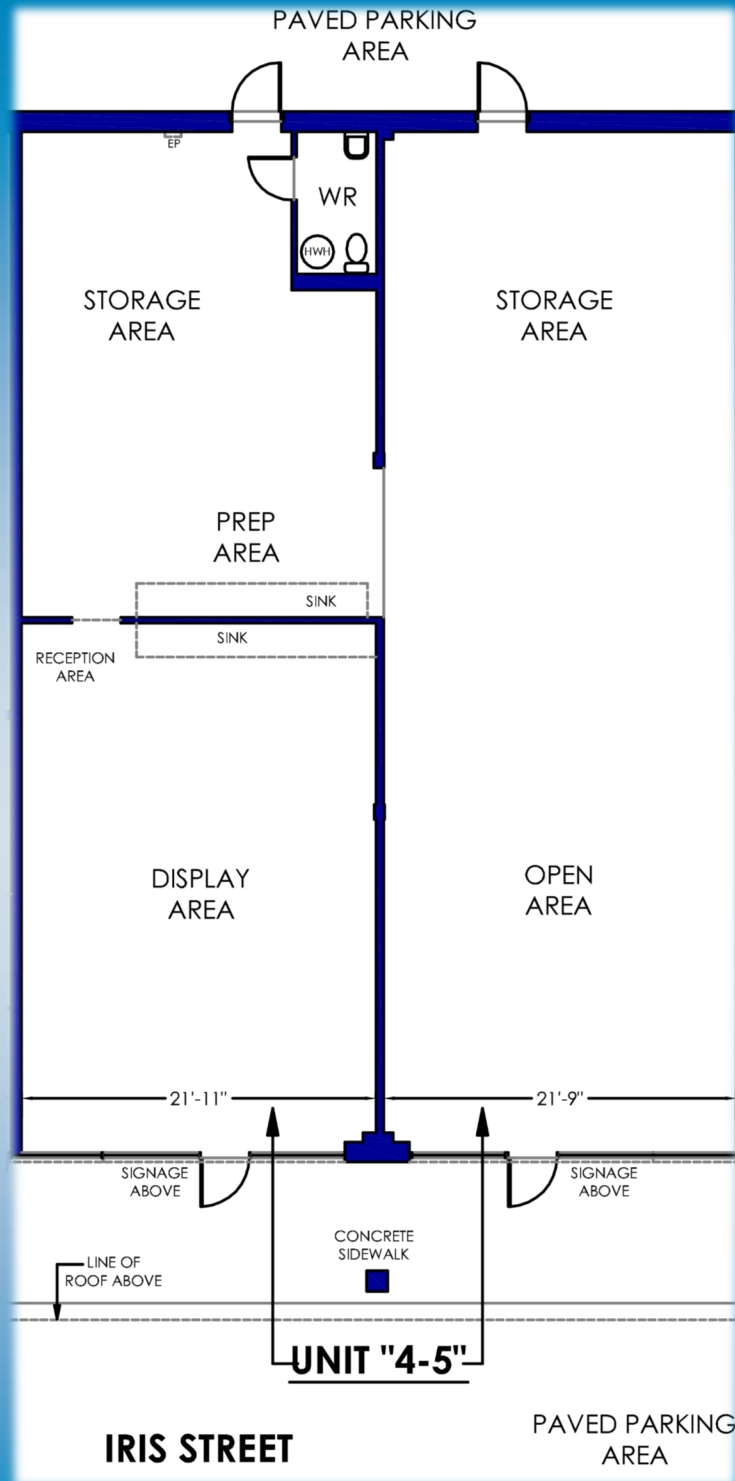 PAVED PARKING
AREA
EP
WR
HWH
STORAGE
AREA
STORAGE
AREA
PREP
AREA
SINK
SINK
RECEPTION
AREA
DISPLAY
AREA
OPEN
AREA
21'-11"
21'-9"
SIGNAGE
ABOVE
SIGNAGE
ABOVE
CONCRETE
SIDEWALK
LINE OF
ROOF ABOVE
UNIT "4-5"
IRIS STREET
PAVED PARKING
AREA